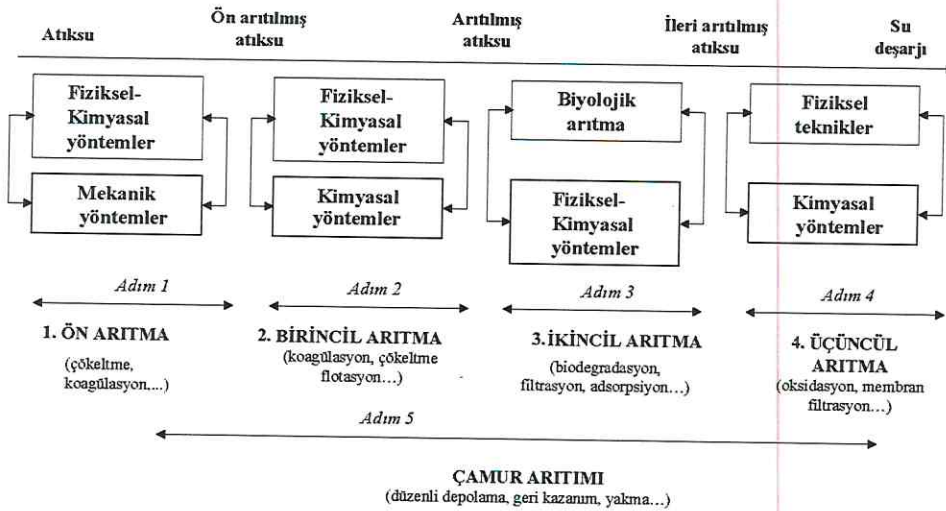 Atıksu
Ön arıtılmış
atıksu
Arıtılmış
atıksu
İleri arıtılmış
atıksu
Su
deşarjı
Fiziksel-
Kimyasal
yöntemler
Mekanik
yöntemler
Fiziksel-
Kimyasal
yöntemler
Kimyasal
yöntemler
Biyolojik
arıtma
Fiziksel-
Kimyasal
yöntemler
Fiziksel
teknikler
Kimyasal
yöntemler
Adım 1
Adım 2
Adım 3
Adım 4
1. ÖN ARITMA
(çökeltme,
koagülasyon,...)
2. BİRİNCİL ARITMA
(koagülasyon, çökeltme
flotasyon...)
3.İKİNCİL ARITMA
(biodegradasyon,
filtrasyon, adsorpsiyon...)
4. ÜÇÜNCÜL
ARITMA
(oksidasyon, membran
filtrasyon...)
Adım 5
ÇAMUR ARITIMI
(düzenli depolama, geri kazanım, yakma...)